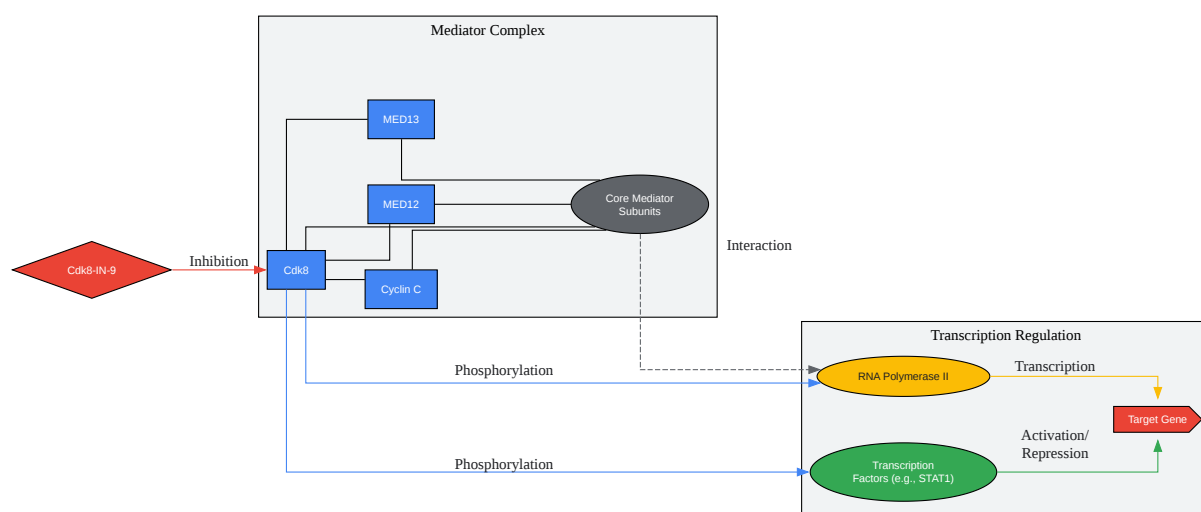 Mediator Complex
MED13
MED12
Core Mediator
Subunits
Interaction
Inhibition
Cdk8-IN-9
Cdk8
Cyclin C
Transcription Regulation
Phosphorylation
RNA Polymerase II
Transcription
Target Gene
Activation/
Repression
Phosphorylation
Transcription
Factors (e.g., STAT1)